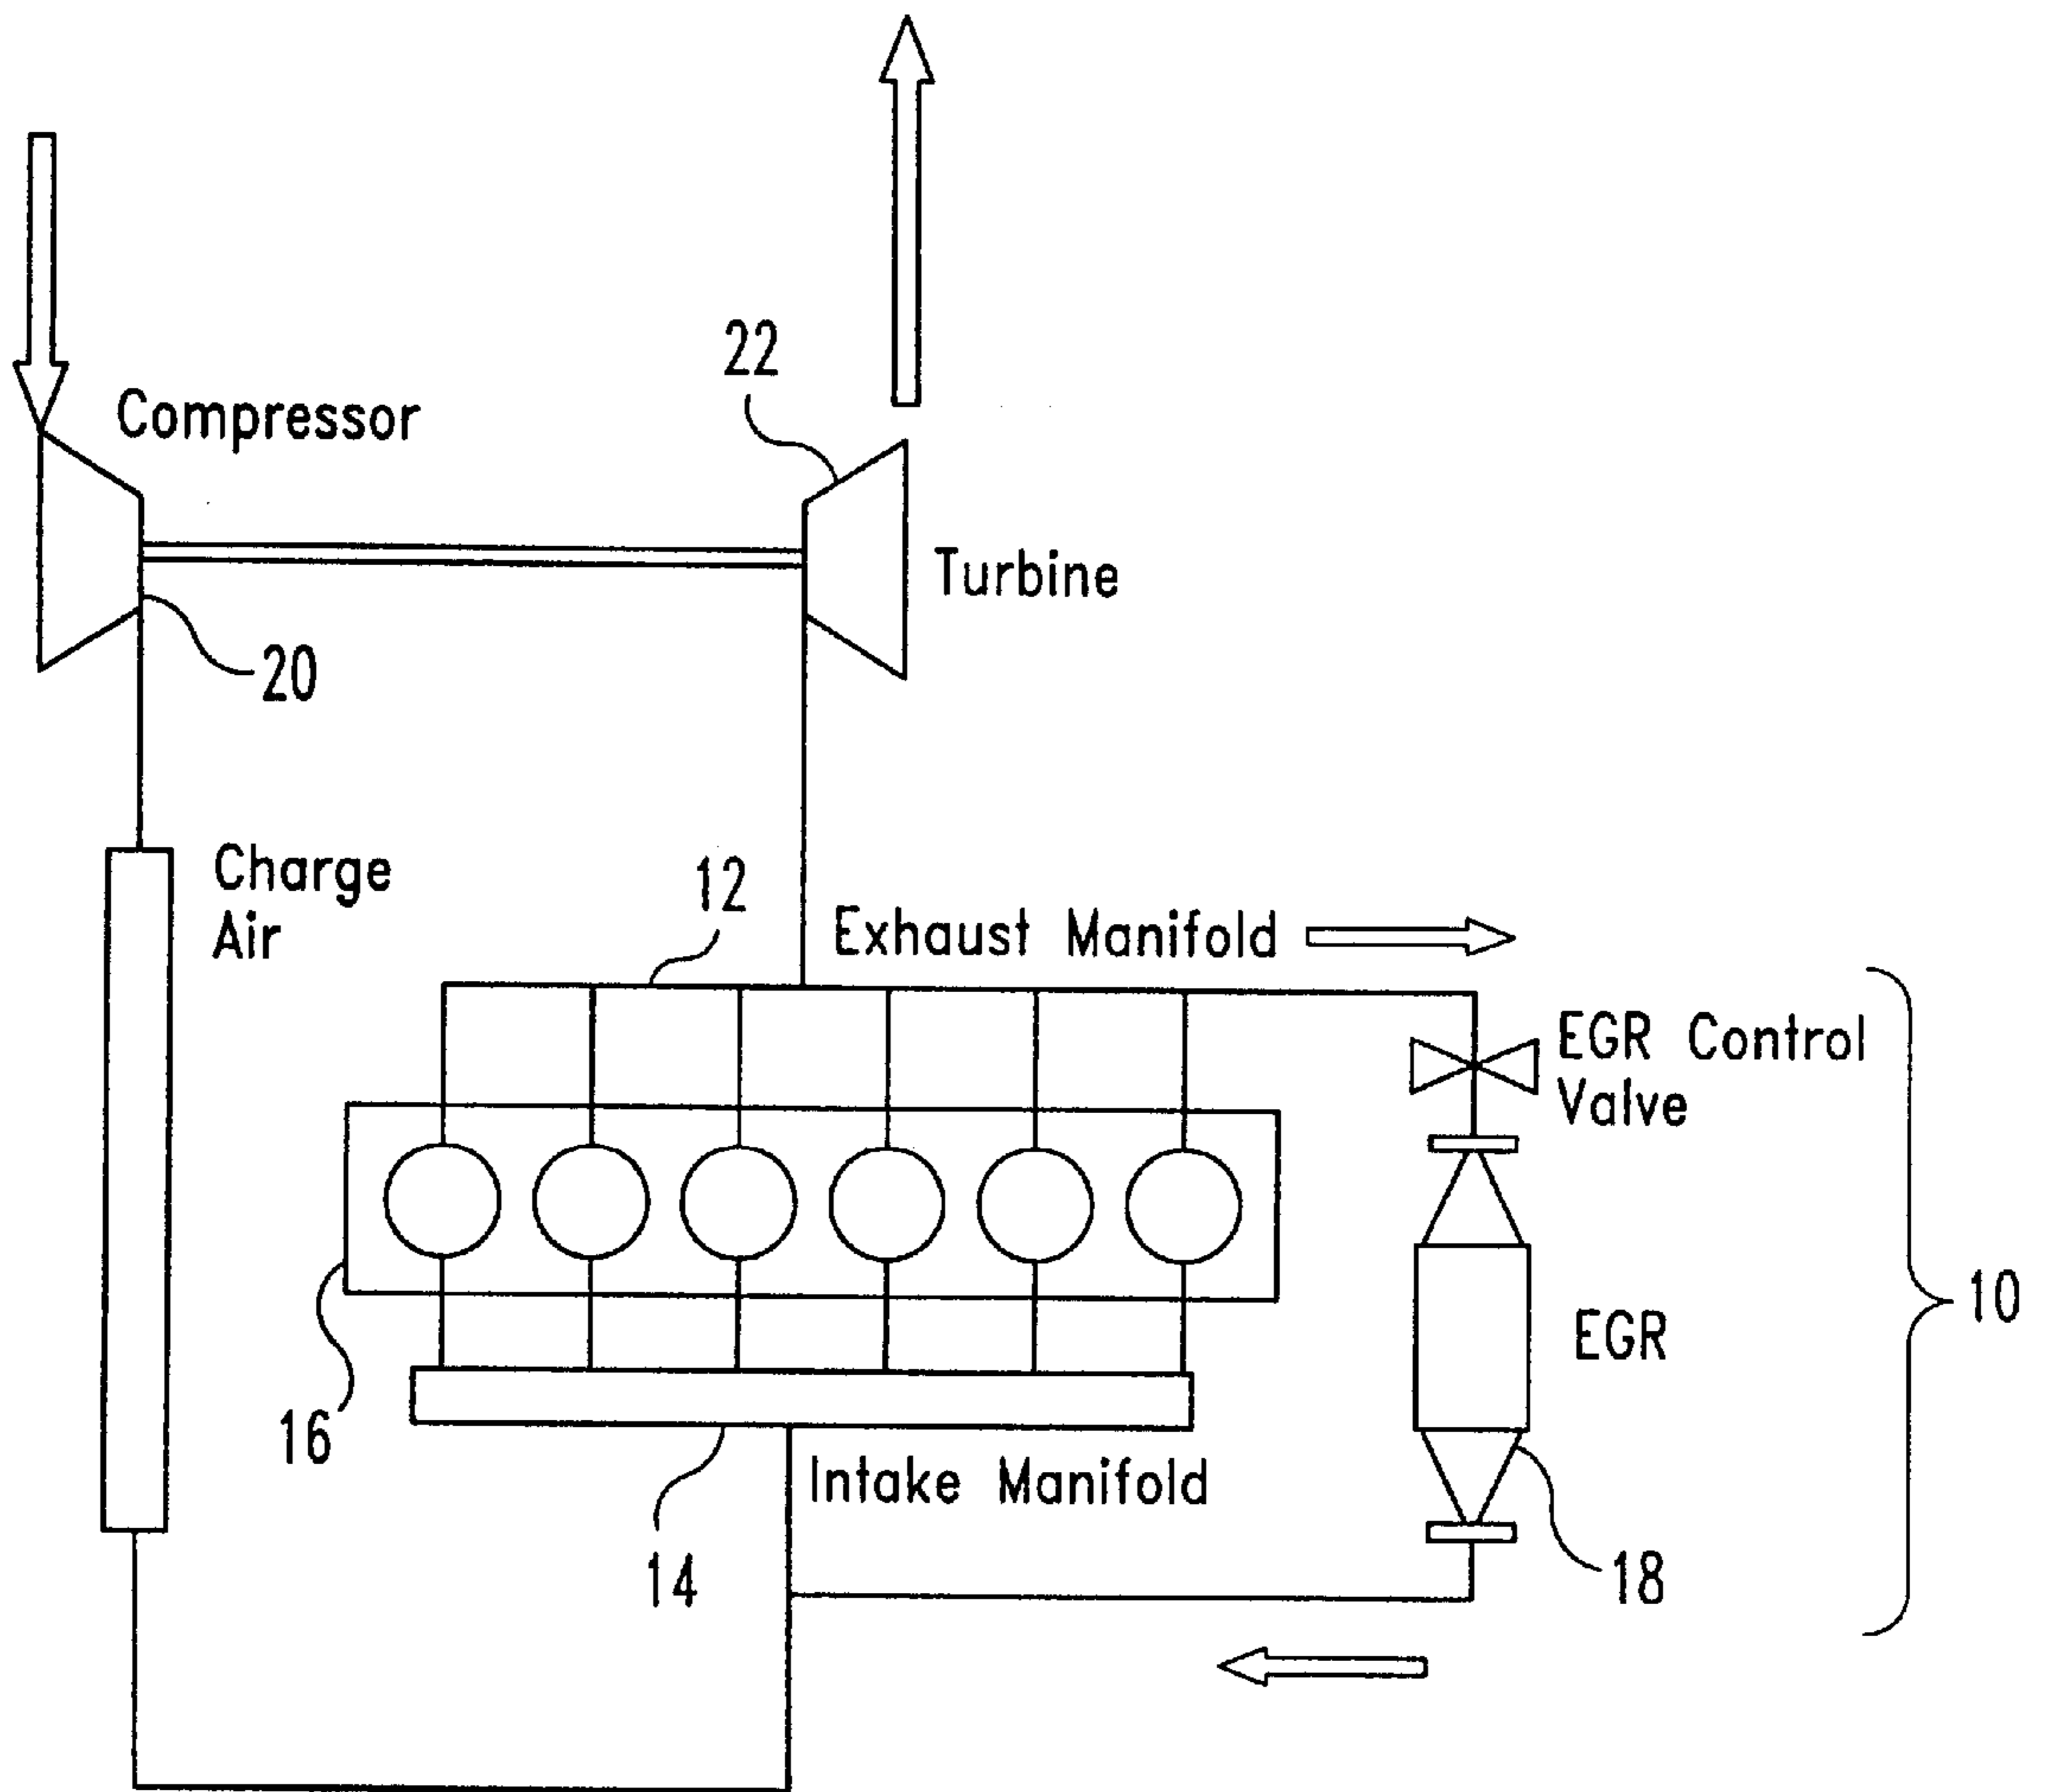 22
Compressor
Turbine
20
Charge
Air
12
Exhaust Manifold
EGR Control
Valve
10
EGR
16
Intake Manifold
14
18